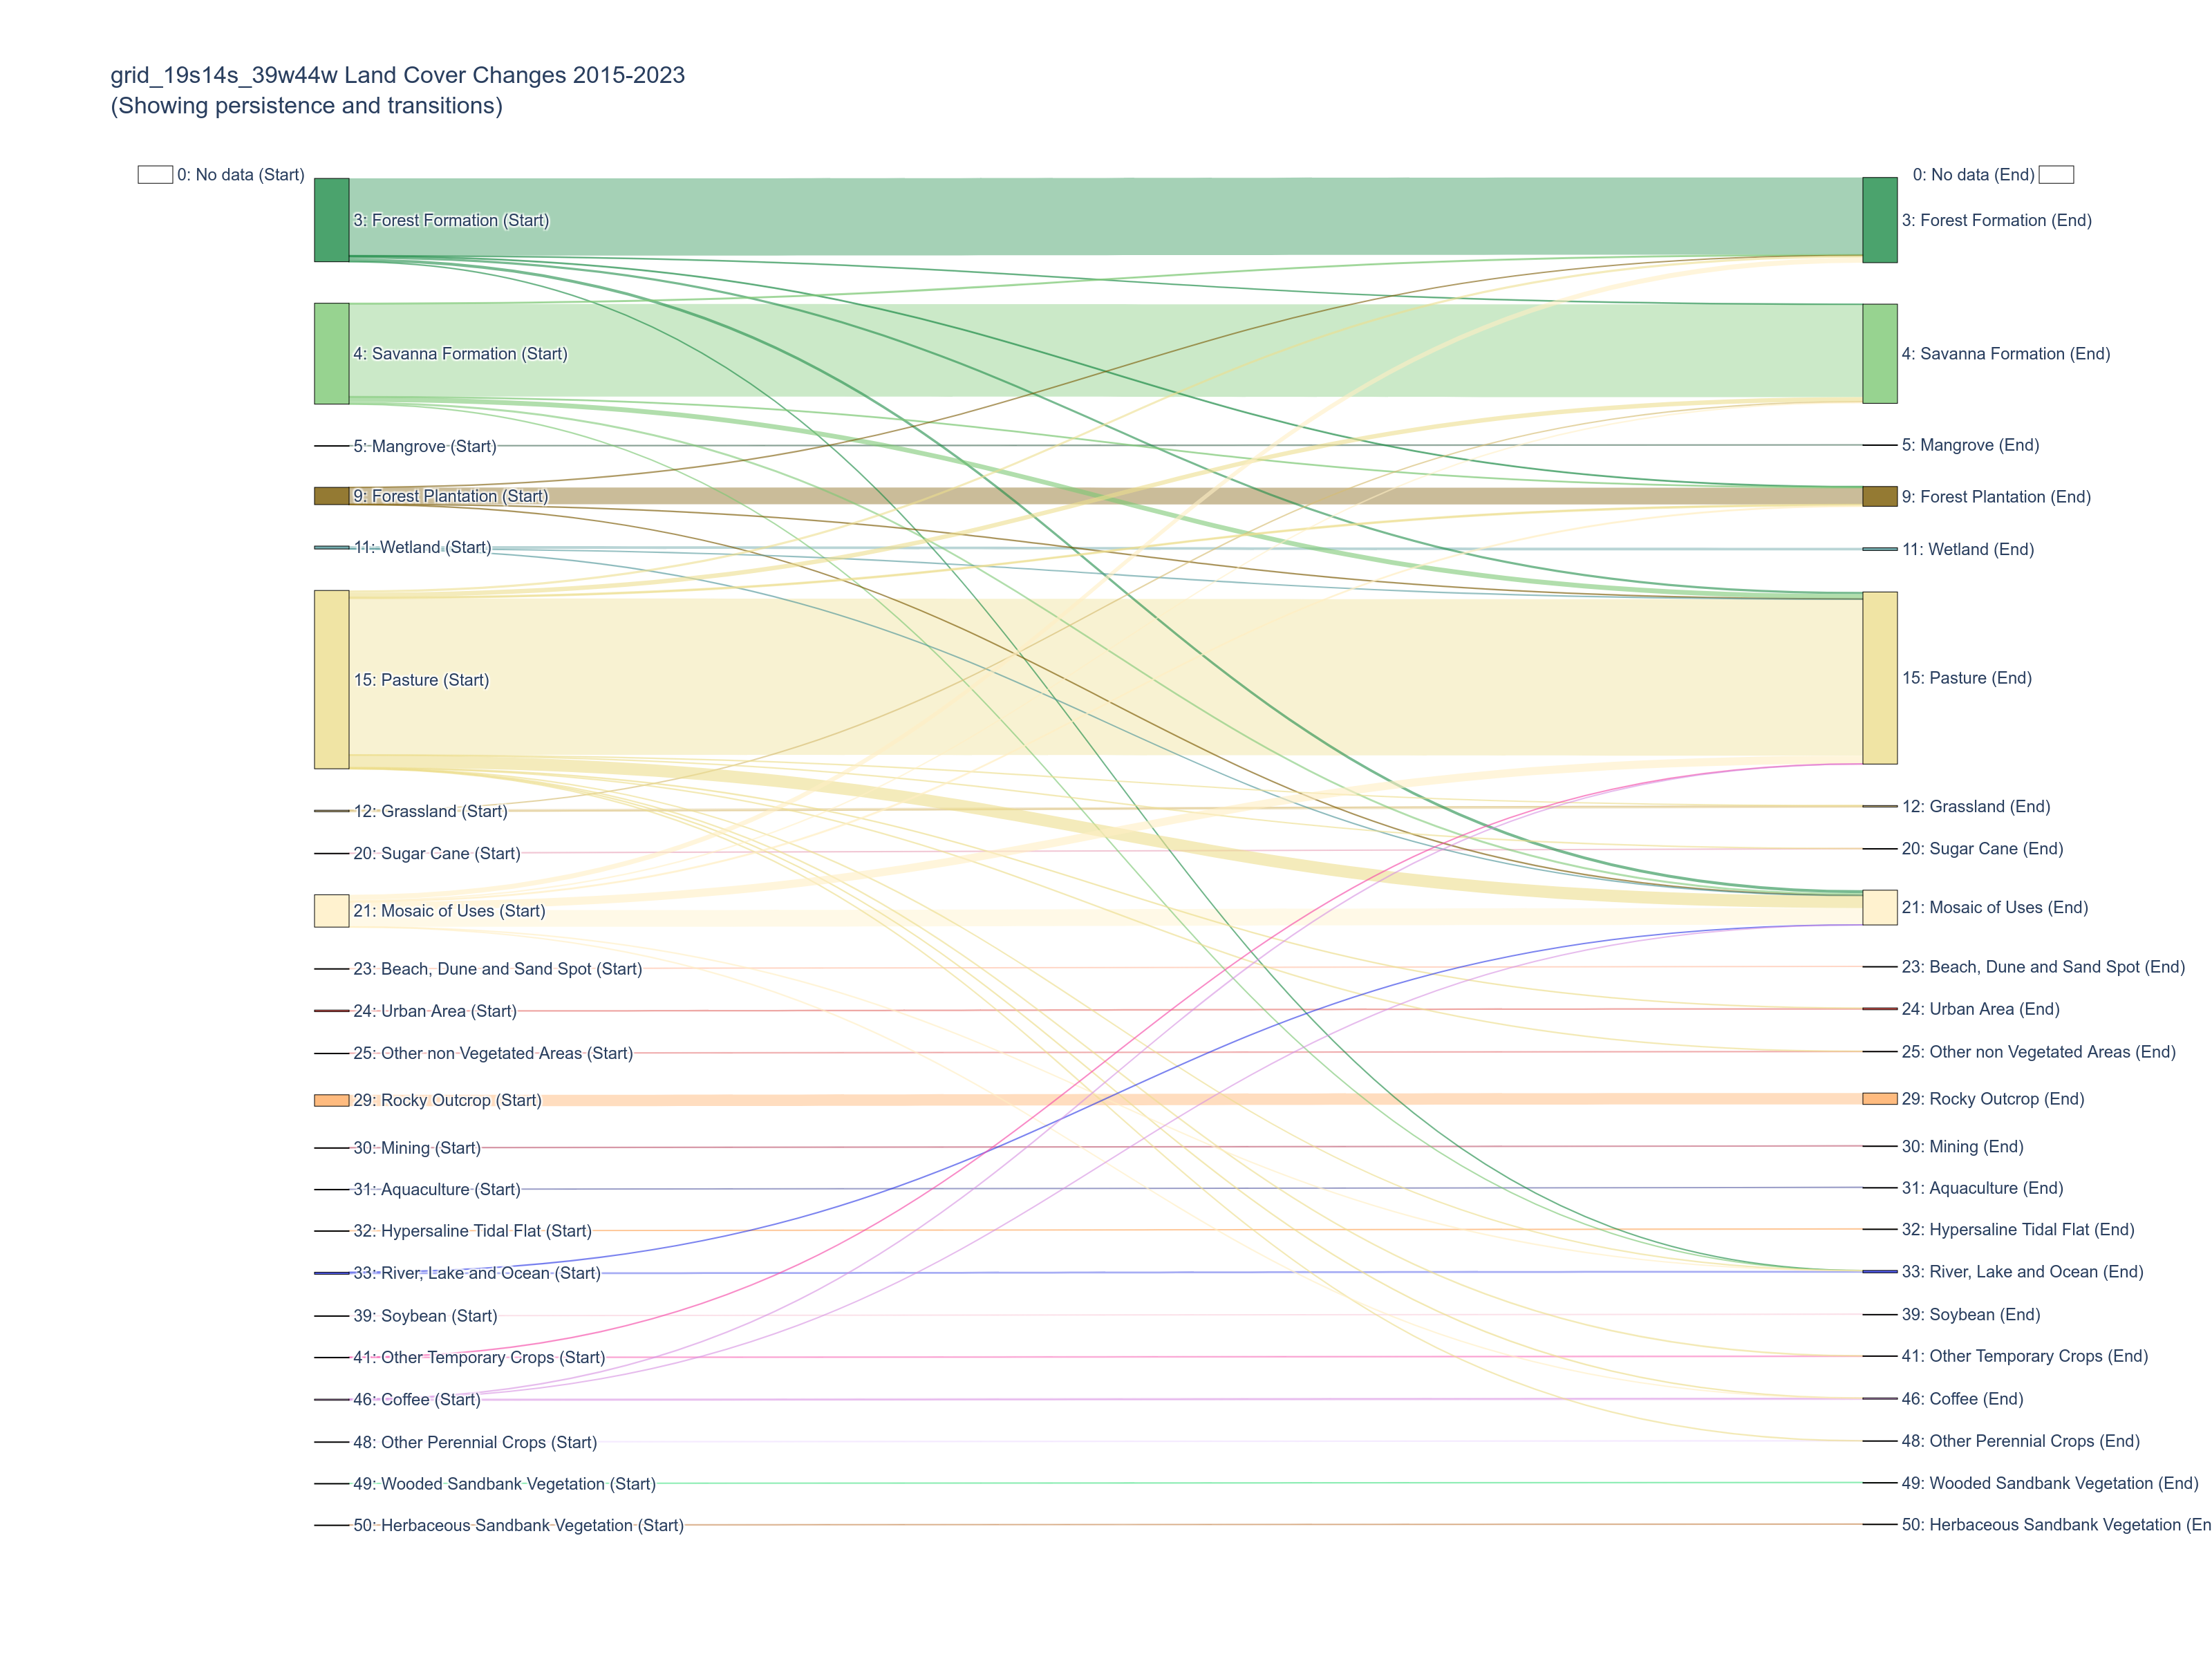 grid_19s14s_39w44w Land Cover Changes 2015-2023
(Showing persistence and transitions)
0: No data (Start)
0: No data (End)
3: Forest Formation (Start)
3: Forest Formation (End)
4: Savanna Formation (Start)
4: Savanna Formation (End)
5: Mangrove (Start)
5: Mangrove (End)
9: Forest Plantation (Start)
9: Forest Plantation (End)
11: Wetland (Start)
11: Wetland (End)
15: Pasture (Start)
15: Pasture (End)
12: Grassland (Start)
12: Grassland (End)
20: Sugar Cane (Start)
20: Sugar Cane (End)
21: Mosaic of Uses (Start)
21: Mosaic of Uses (End)
23: Beach, Dune and Sand Spot (Start)
23: Beach, Dune and Sand Spot (End)
24: Urban Area (Start)
24: Urban Area (End)
25: Other non Vegetated Areas (Start)
25: Other non Vegetated Areas (End)
29: Rocky Outcrop (Start)
29: Rocky Outcrop (End)
30: Mining (Start)
30: Mining (End)
31: Aquaculture (Start)
31: Aquaculture (End)
32: Hypersaline Tidal Flat (Start)
32: Hypersaline Tidal Flat (End)
33: River, Lake and Ocean (Start)
33: River, Lake and Ocean (End)
39: Soybean (Start)
39: Soybean (End)
41: Other Temporary Crops (Start)
41: Other Temporary Crops (End)
46: Coffee (Start)
46: Coffee (End)
48: Other Perennial Crops (Start)
48: Other Perennial Crops (End)
49: Wooded Sandbank Vegetation (Start)
49: Wooded Sandbank Vegetation (End)
50: Herbaceous Sandbank Vegetation (Start)
50: Herbaceous Sandbank Vegetation (En